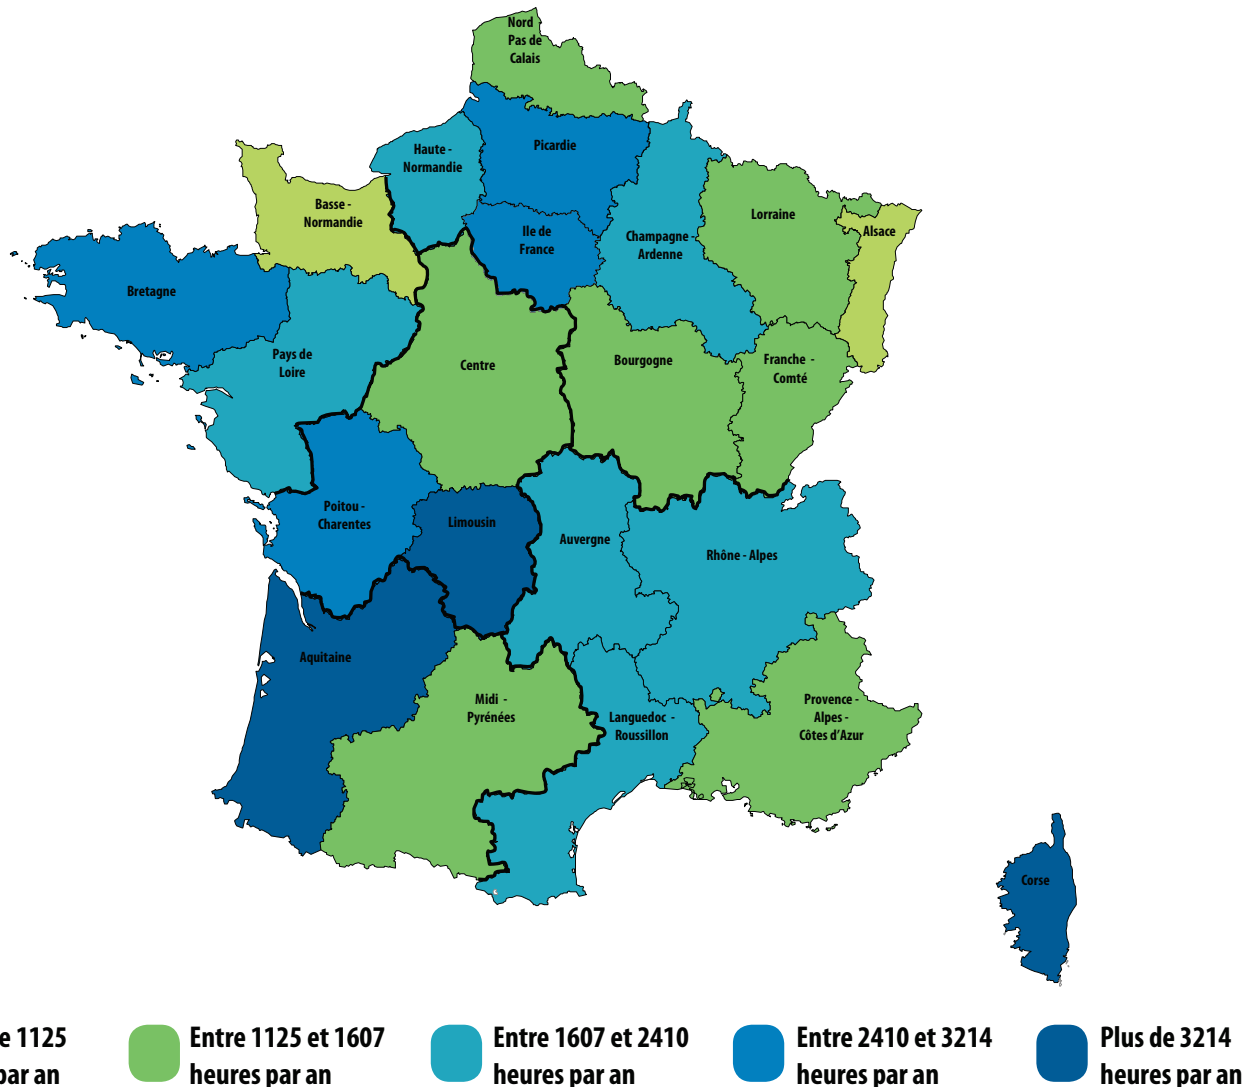 Nord
Pas de
Calais
Picardie
Haute -
Normandie
Basse -
Normandie
Ile de
France
Champagne -
Ardenne
Lorraine
Alsace
Bretagne
Pays de
Loire
Centre
Bourgogne
Franche -
Comté
Poitou -
Charentes
Limousin
Auvergne
Rhône - Alpes
Aquitaine
Midi -
Pyrénées
Languedoc -
Roussillon
Provence -
Alpes -
Côtes d'Azur
Corse
e 1125
par an
Entre 1125 et 1607
heures par an
Entre 1607 et 2410
heures par an
Entre 2410 et 3214
heures par an
Plus de 3214
heures par an